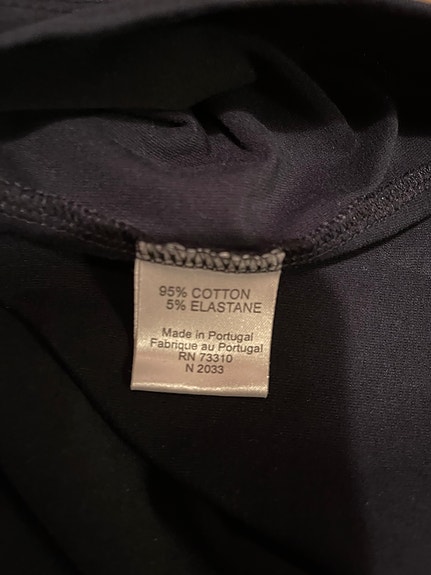 95% COTTON
5% ELASTANE
Made in Portugal
Fabrique au Portugal
RN 73310
N 2033